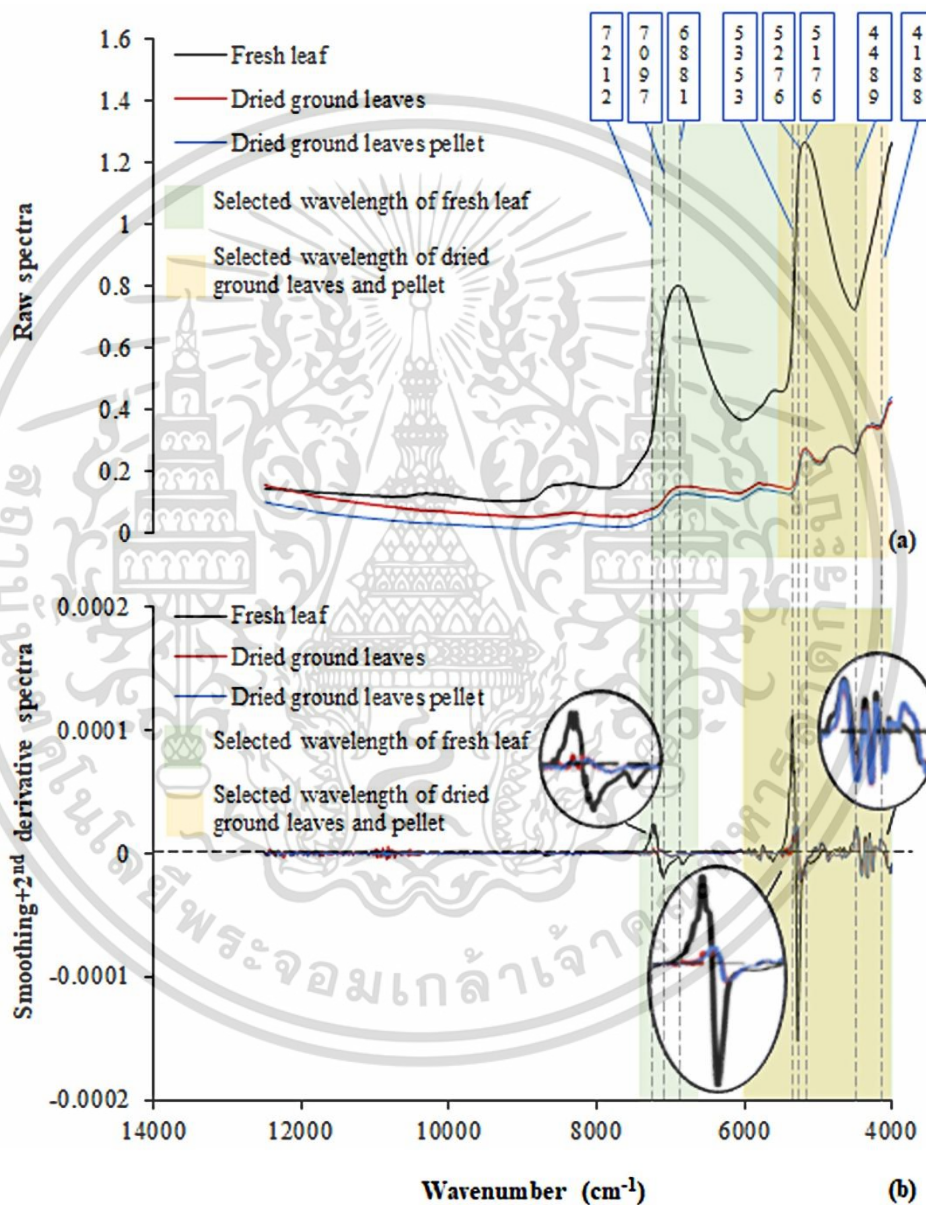 7212
7097
6881
5353
5276
5176
4489
4188
1.6
1.4
1.2
1
0.8
0.6
0.4
0.2
0
Raw spectra
Fresh leaf
Dried ground leaves
Dried ground leaves pellet
Selected wavelength of fresh leaf
Selected wavelength of dried
ground leaves and pellet
(a)
0.0002
0.0001
0
-0.0001
-0.0002
Smoothing+2nd derivative spectra
Fresh leaf
Dried ground leaves
Dried ground leaves pellet
Selected wavelength of fresh leaf
Selected wavelength of dried
ground leaves and pellet
14000
12000
10000
8000
6000
4000
Wavenumber (cm-1)
(b)
พระจอมเกล้าเจ้าคุณทหาร